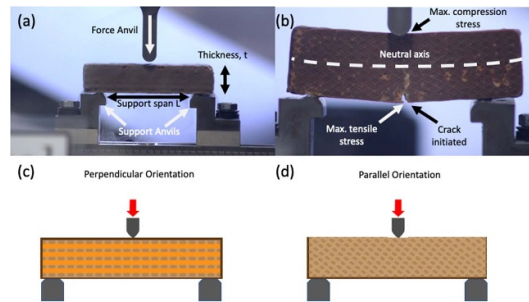 (a)
Force Anvil
Thickness, t
Support span L
Support Anvils
(b)
Max. compression
stress
Neutral axis
Max. tensile
stress
Crack
initiated
(c)
Perpendicular Orientation
(d)
Parallel Orientation